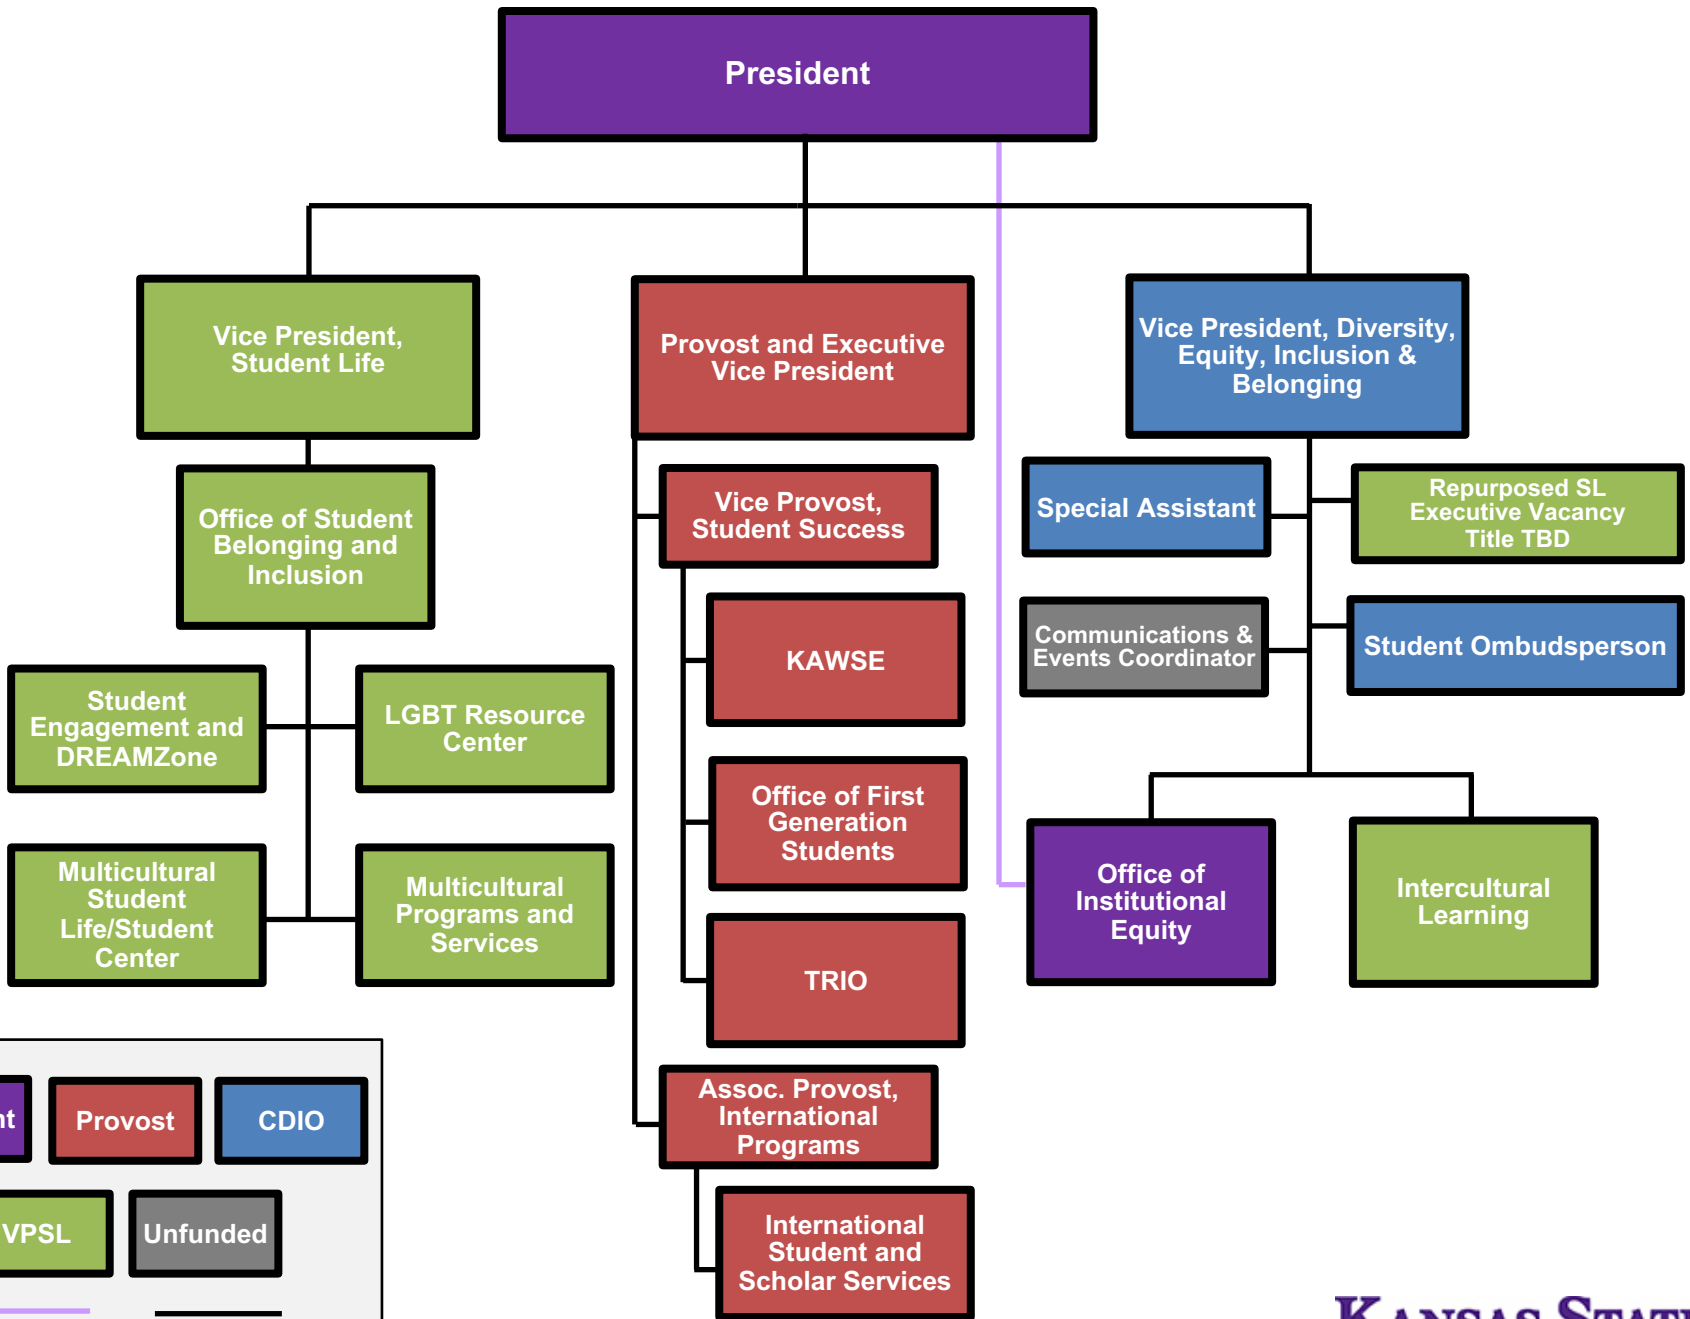 President
Vice President,
Student Life
Provost and Executive
Vice President
Vice President, Diversity,
Equity, Inclusion &
Belonging
Office of Student
Belonging and
Inclusion
Vice Provost,
Student Success
Special Assistant
Repurposed SL
Executive Vacancy
Title TBD
KAWSE
Communications &
Events Coordinator
Student Ombudsperson
Student
Engagement and
DREAMZone
LGBT Resource
Center
Office of First
Generation
Students
Multicultural
Student
Life/Student
Center
Multicultural
Programs and
Services
Office of
Institutional
Equity
Intercultural
Learning
TRIO
Assoc. Provost,
International
Programs
International
Student and
Scholar Services
Provost
CDIO
VPSL
Unfunded
KANSAS